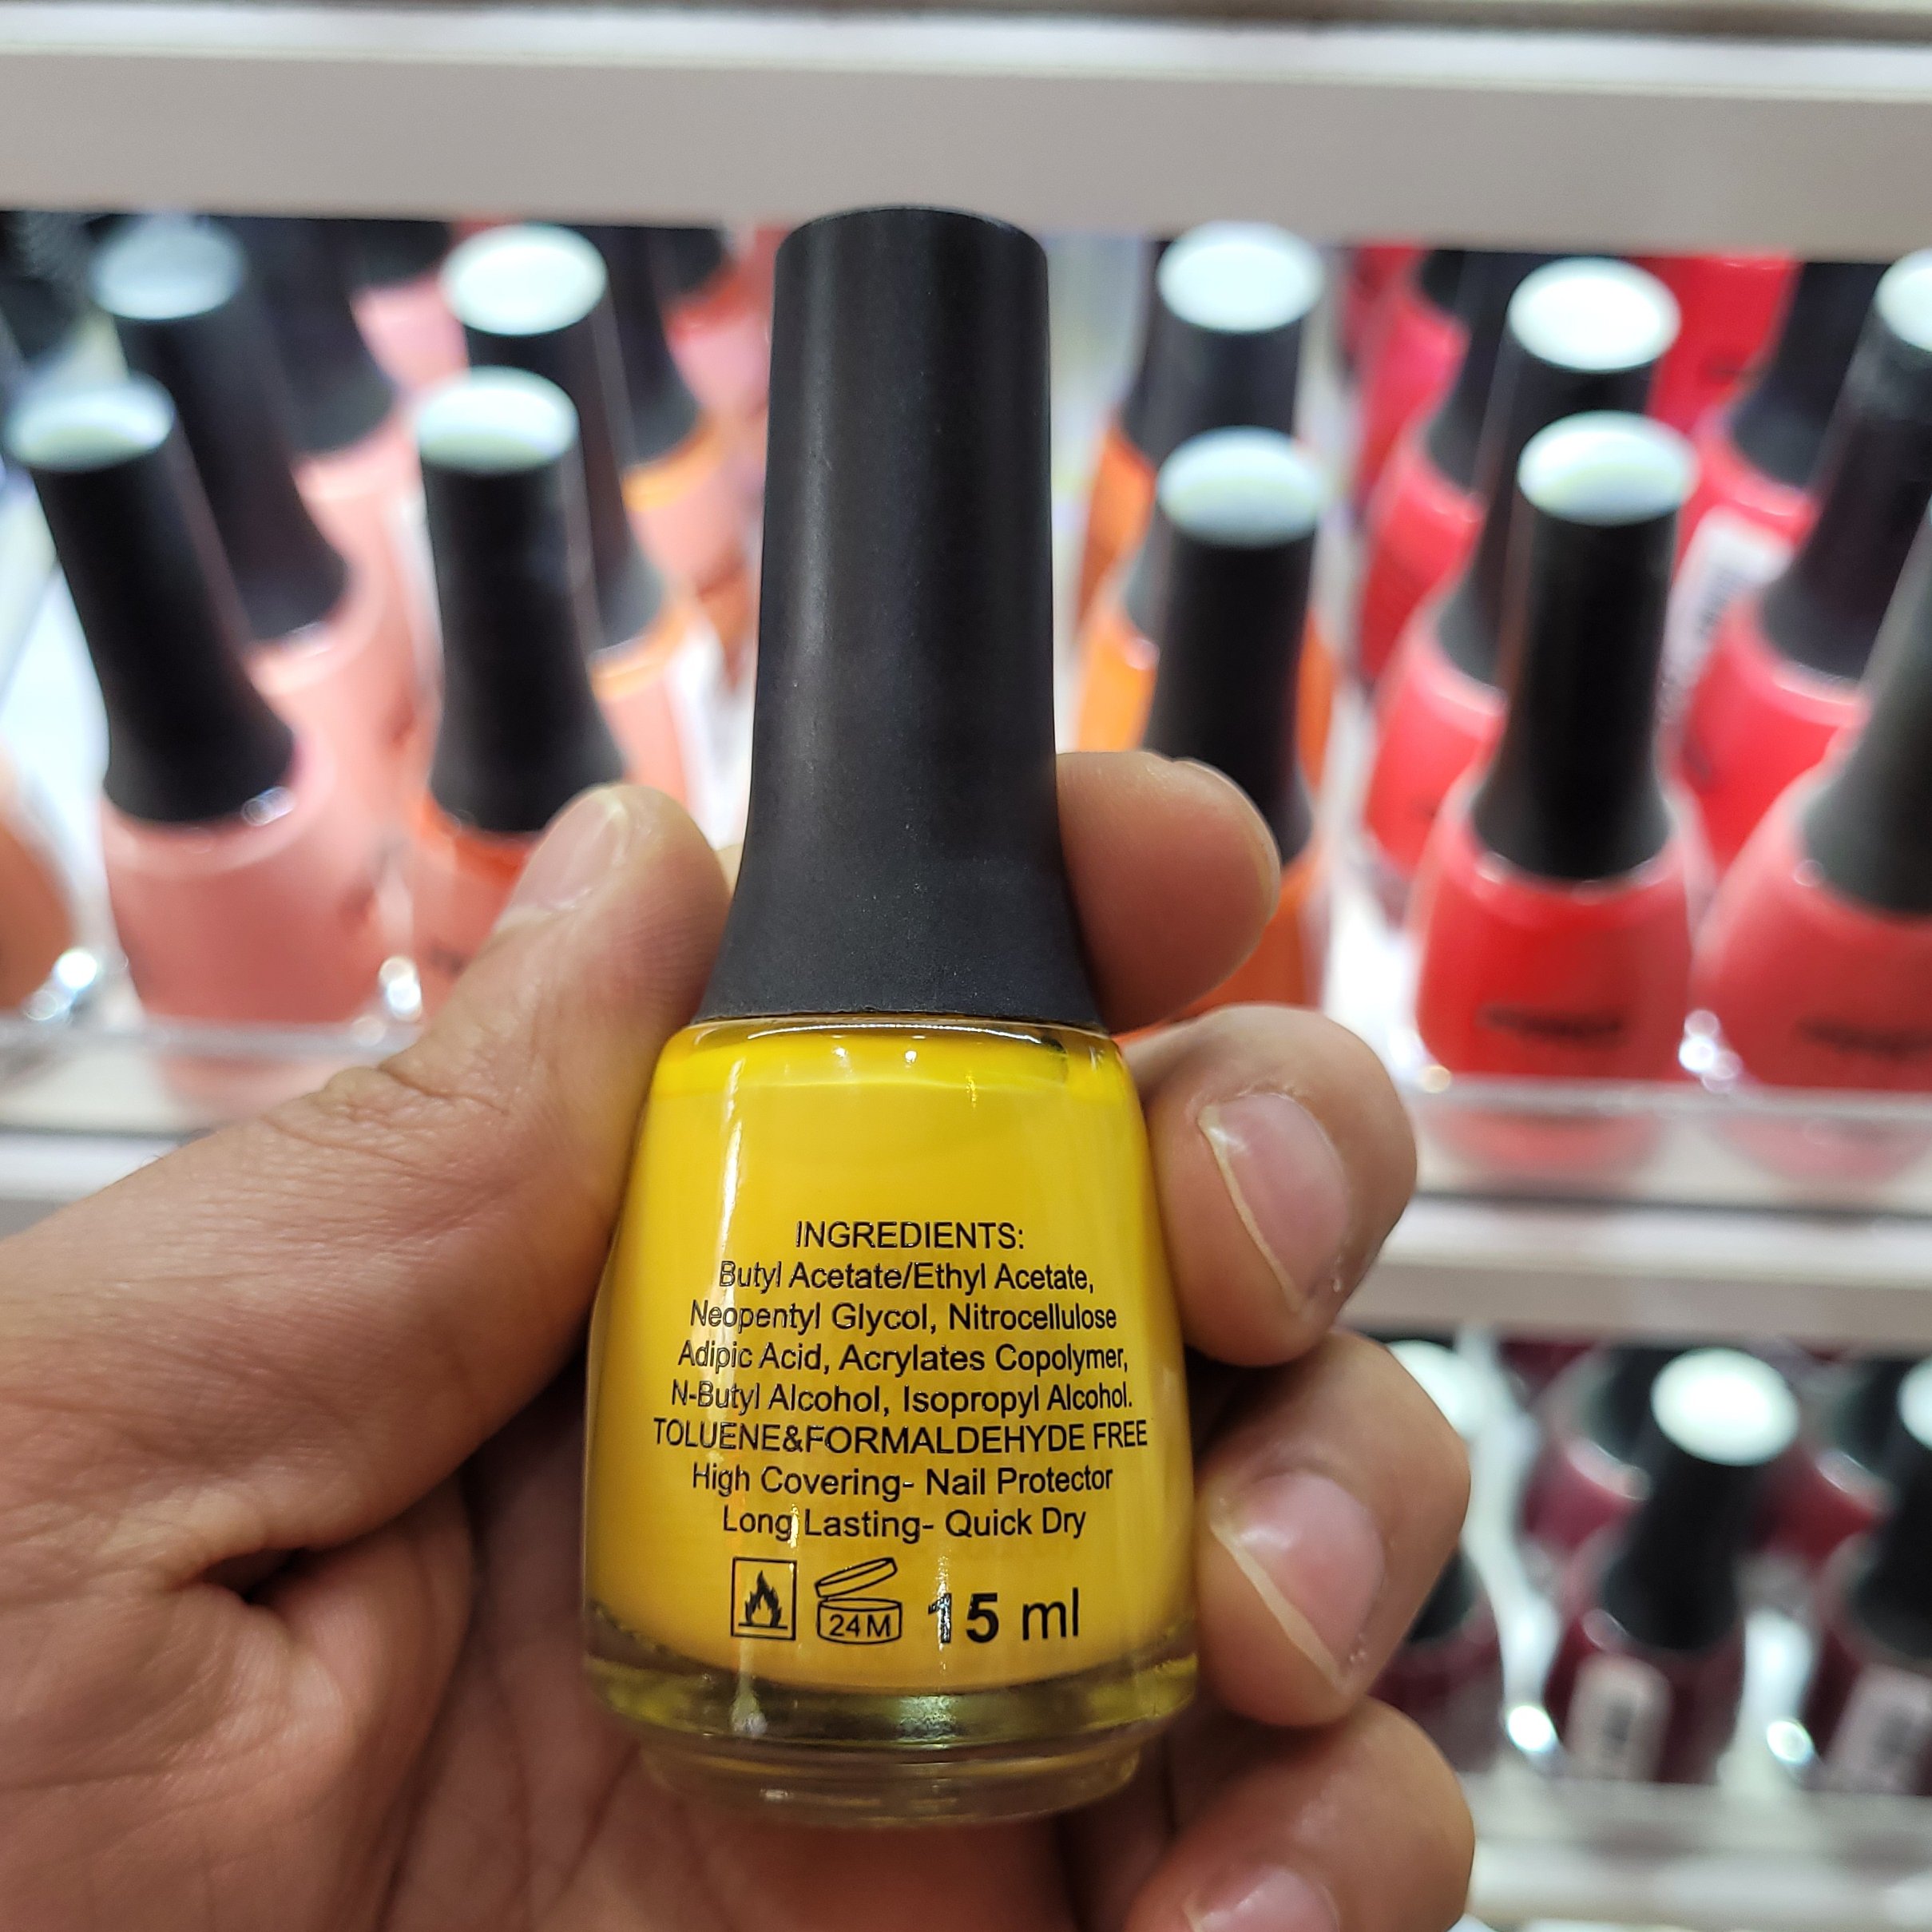 INGREDIENTS:
Butyl Acetate/Ethyl Acetate,
Neopentyl Glycol, Nitrocellulose
Adipic Acid, Acrylates Copolymer,
N-Butyl Alcohol, Isopropyl Alcohol.
TOLUENE&FORMALDEHYDE FREE
High Covering- Nail Protector
Long Lasting- Quick Dry
24M 15 ml